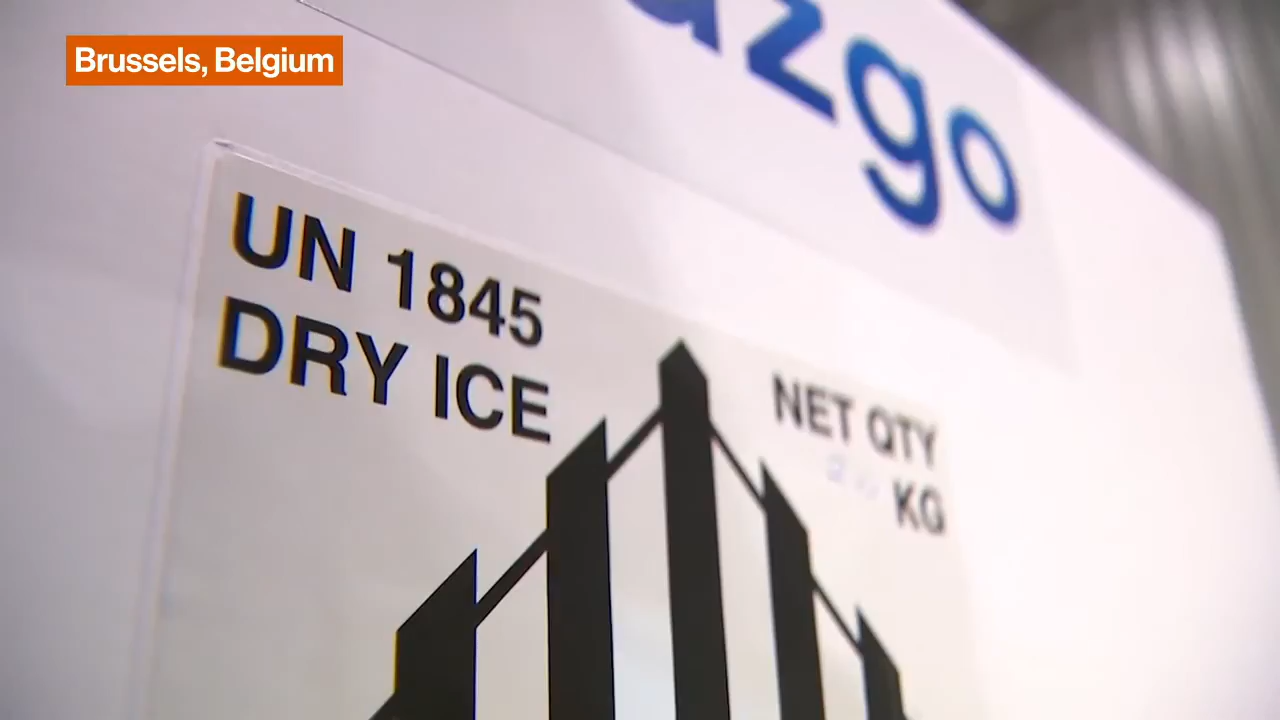 Brussels, Belgium
zgo
UN 1845
DRY ICE
NET QTY
KG